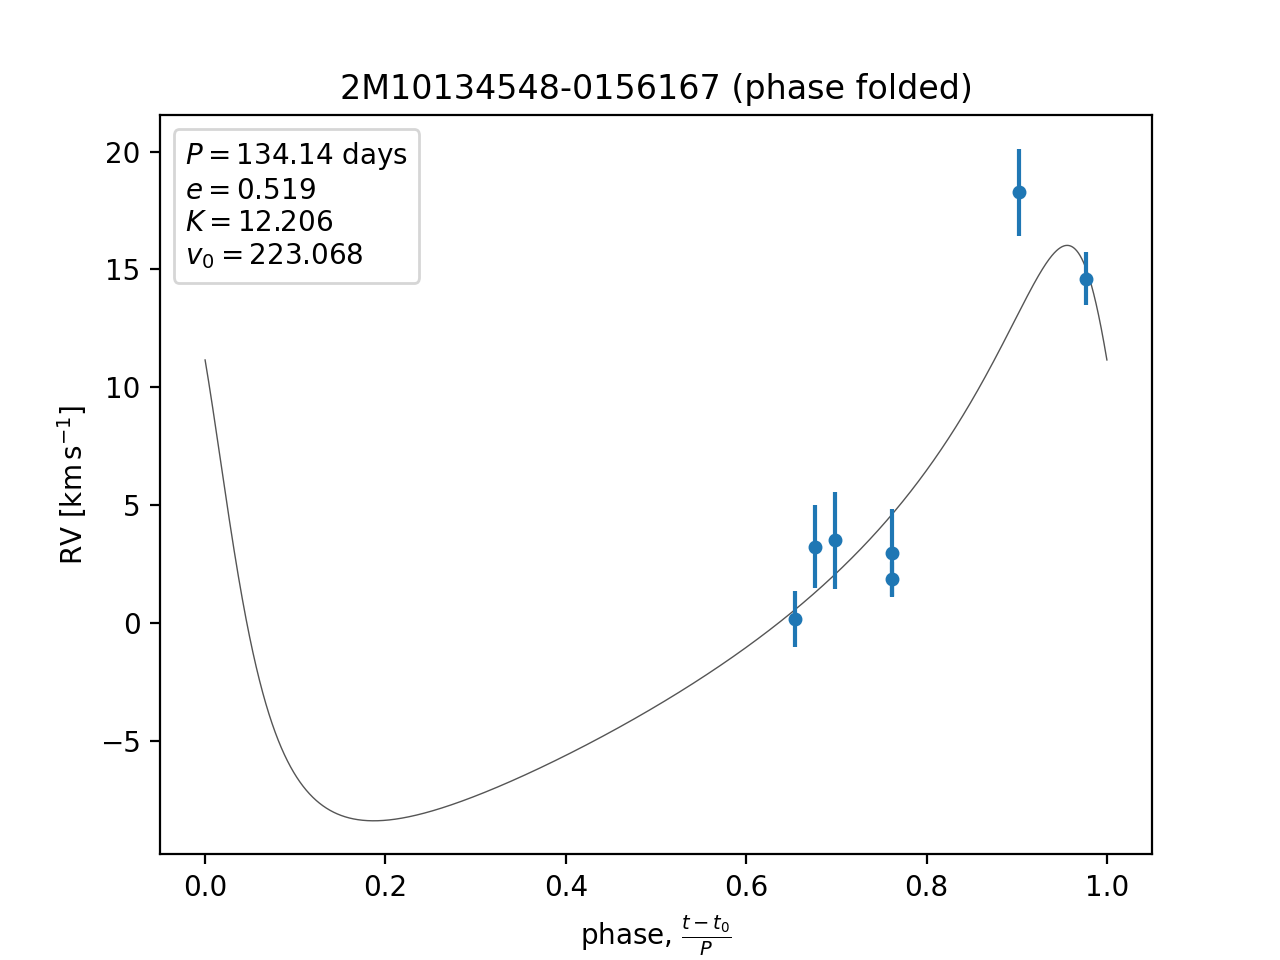 2M10134548-0156167 (phase folded)
P = 134.14 days
e = 0.519
K = 12.206
v₀ = 223.068
20
15
10
5
0
−5
RV [km s⁻¹]
0.0 0.2 0.4 0.6 0.8 1.0
phase, (t − t₀)/P